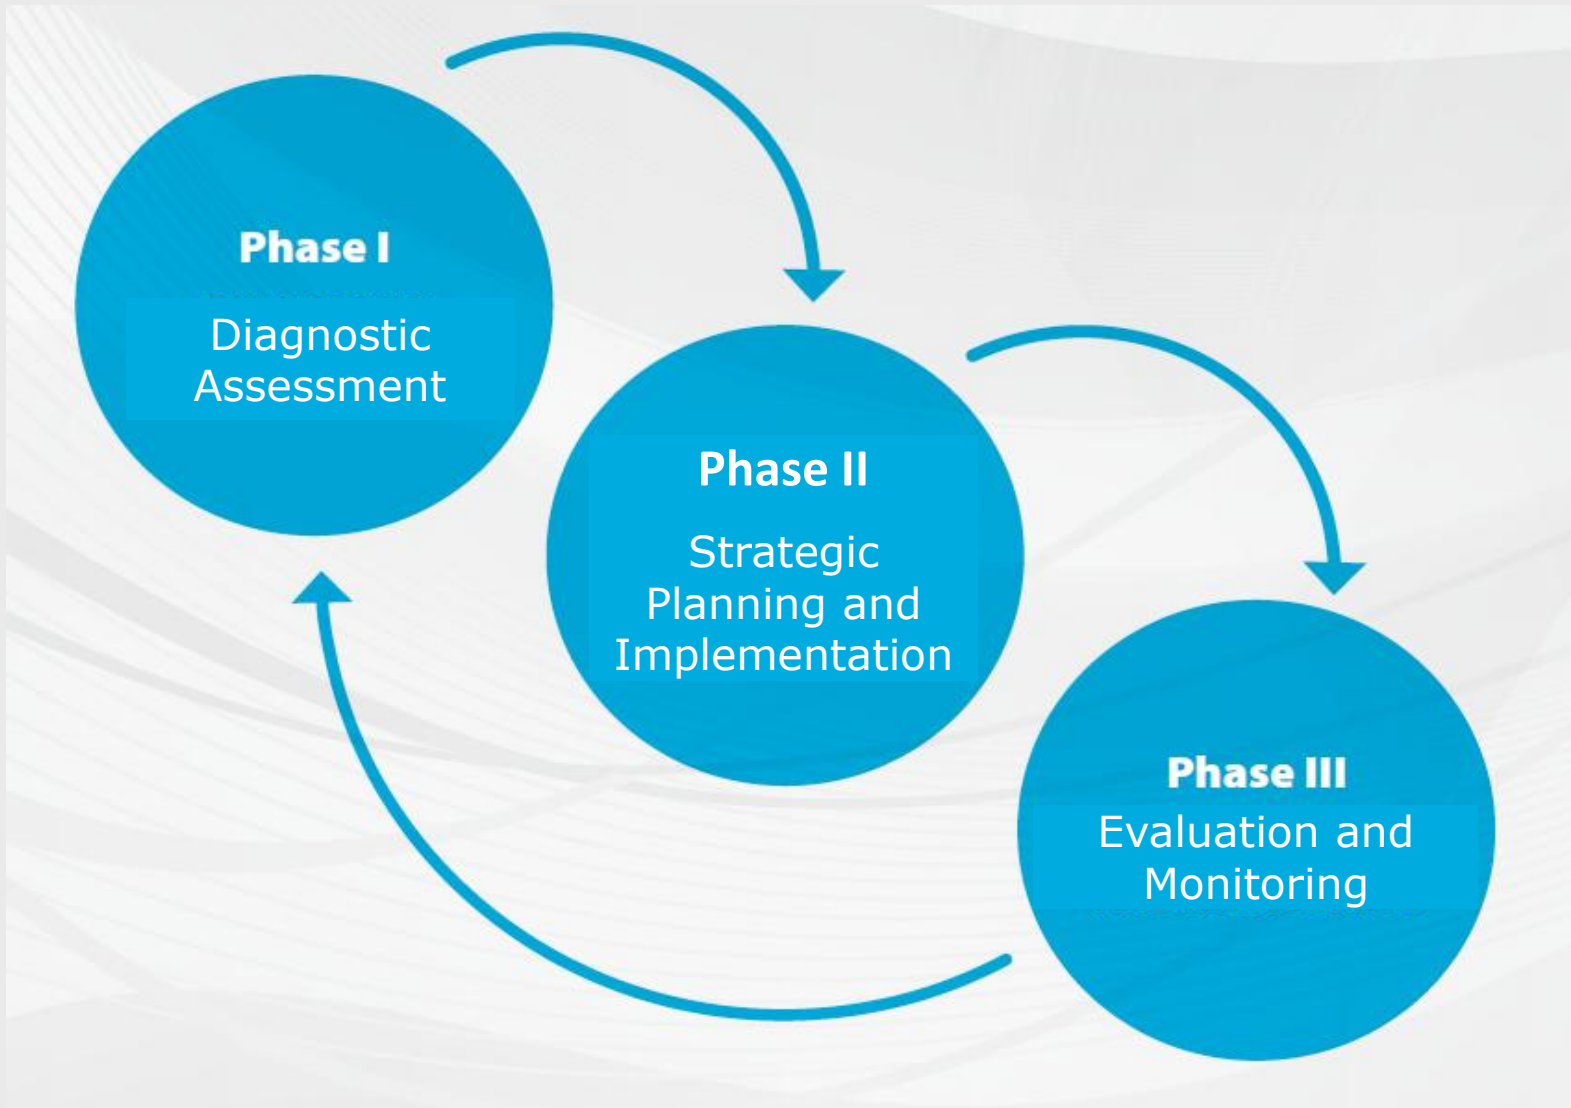 Phase I
Diagnostic
Assessment
Phase II
Strategic
Planning and
Implementation
Phase III
Evaluation and
Monitoring